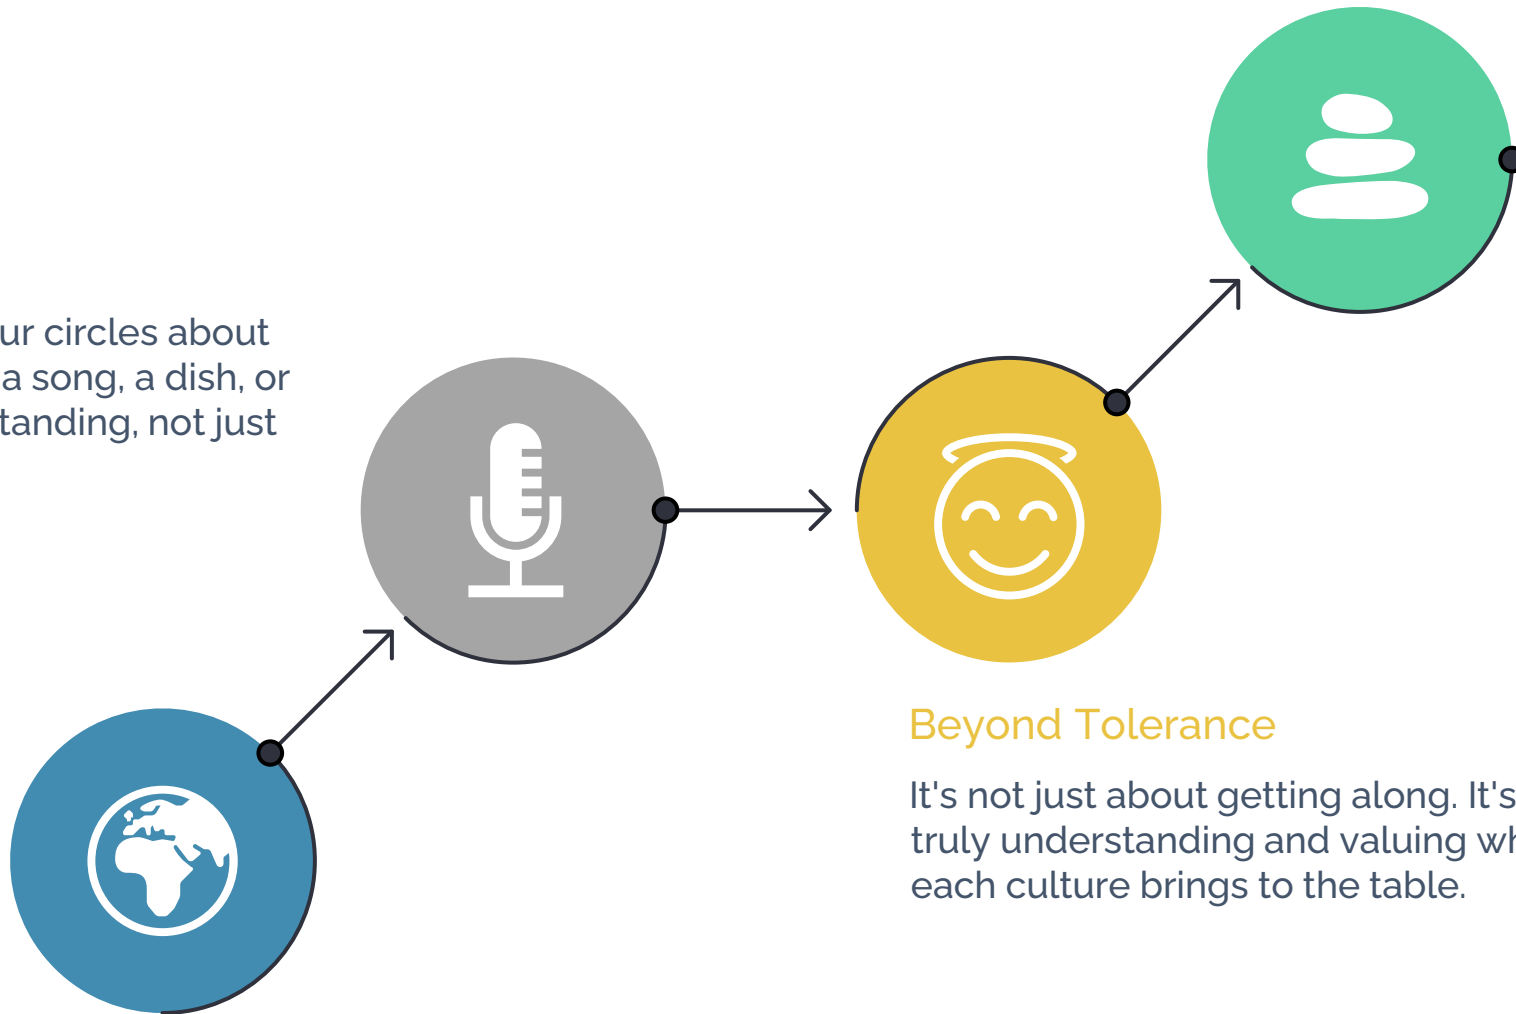 ur circles about
a song, a dish, or
tanding, not just
Beyond Tolerance
It's not just about getting along. It's
truly understanding and valuing wh
each culture brings to the table.